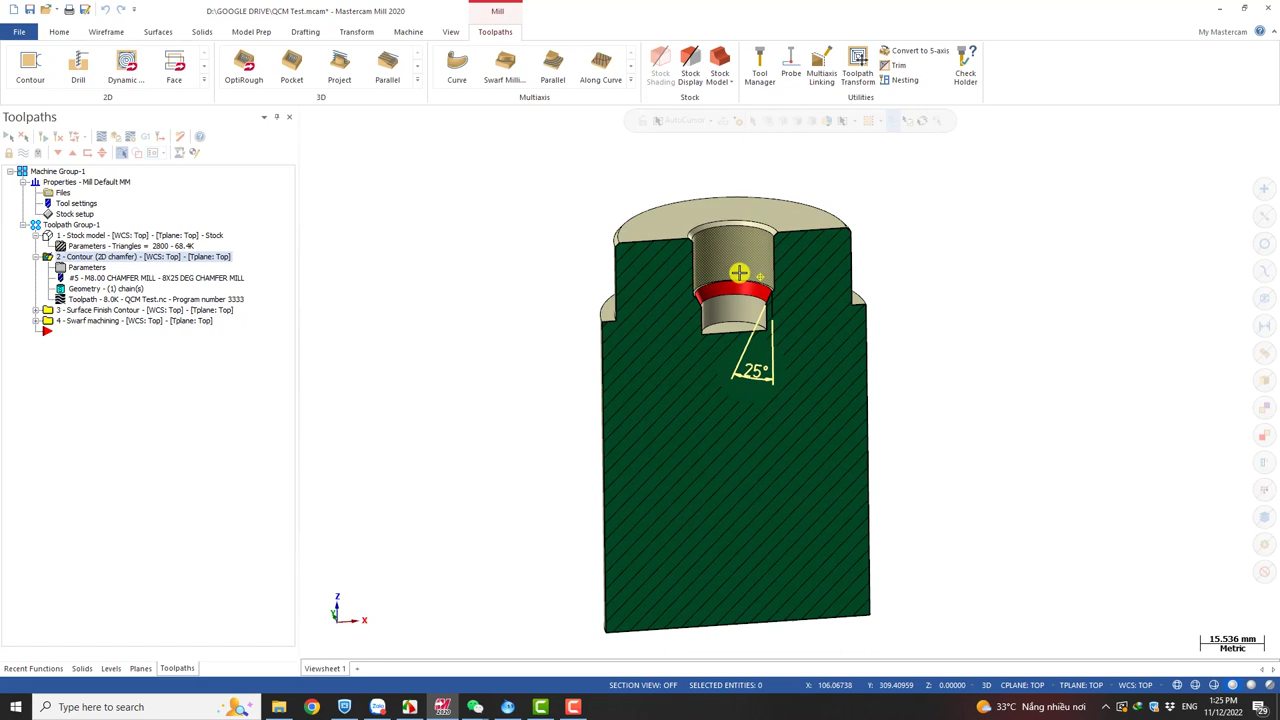 D:\GOOGLE DRIVE\QCM Test.mcam* - Mastercam Mill 2020
Mill
File
Home
Wireframe
Surfaces
Solids
Model Prep
Drafting
Transform
Machine
View
Toolpaths
My Mastercam
Contour
Drill
Dynamic ...
Face
OptiRough
Pocket
Project
Parallel
Curve
Swarf Milli...
Parallel
Along Curve
Stock Shading
Stock Display
Stock Model
Tool Manager
Probe
Multiaxis Linking
Toolpath Transform
Convert to 5-axis
Trim
Nesting
Check Holder
2D
3D
Multiaxis
Stock
Utilities
Toolpaths
AutoCursor
G1
Machine Group-1
Properties - Mill Default MM
Files
Tool settings
Stock setup
Toolpath Group-1
1 - Stock model - [WCS: Top] - [Tplane: Top] - Stock
Parameters - Triangles = 2800 - 68.4K
2 - Contour (2D chamfer) - [WCS: Top] - [Tplane: Top]
Parameters
#5 - M8.00 CHAMFER MILL - 8X25 DEG CHAMFER MILL
Geometry - (1) chain(s)
Toolpath - 8.0K - QCM Test.nc - Program number 3333
3 - Surface Finish Contour - [WCS: Top] - [Tplane: Top]
4 - Swarf machining - [WCS: Top] - [Tplane: Top]
25°
Z
Y
X
15.536 mm
Metric
Recent Functions
Solids
Levels
Planes
Toolpaths
Viewsheet 1
SECTION VIEW: OFF
SELECTED ENTITIES: 0
X: 106.06738
Y: 309.40959
Z: 0.00000
3D
CPLANE: TOP
TPLANE: TOP
WCS: TOP
Type here to search
2020
33°C Nắng nhiều nơi
1:25 PM
11/12/2022
29